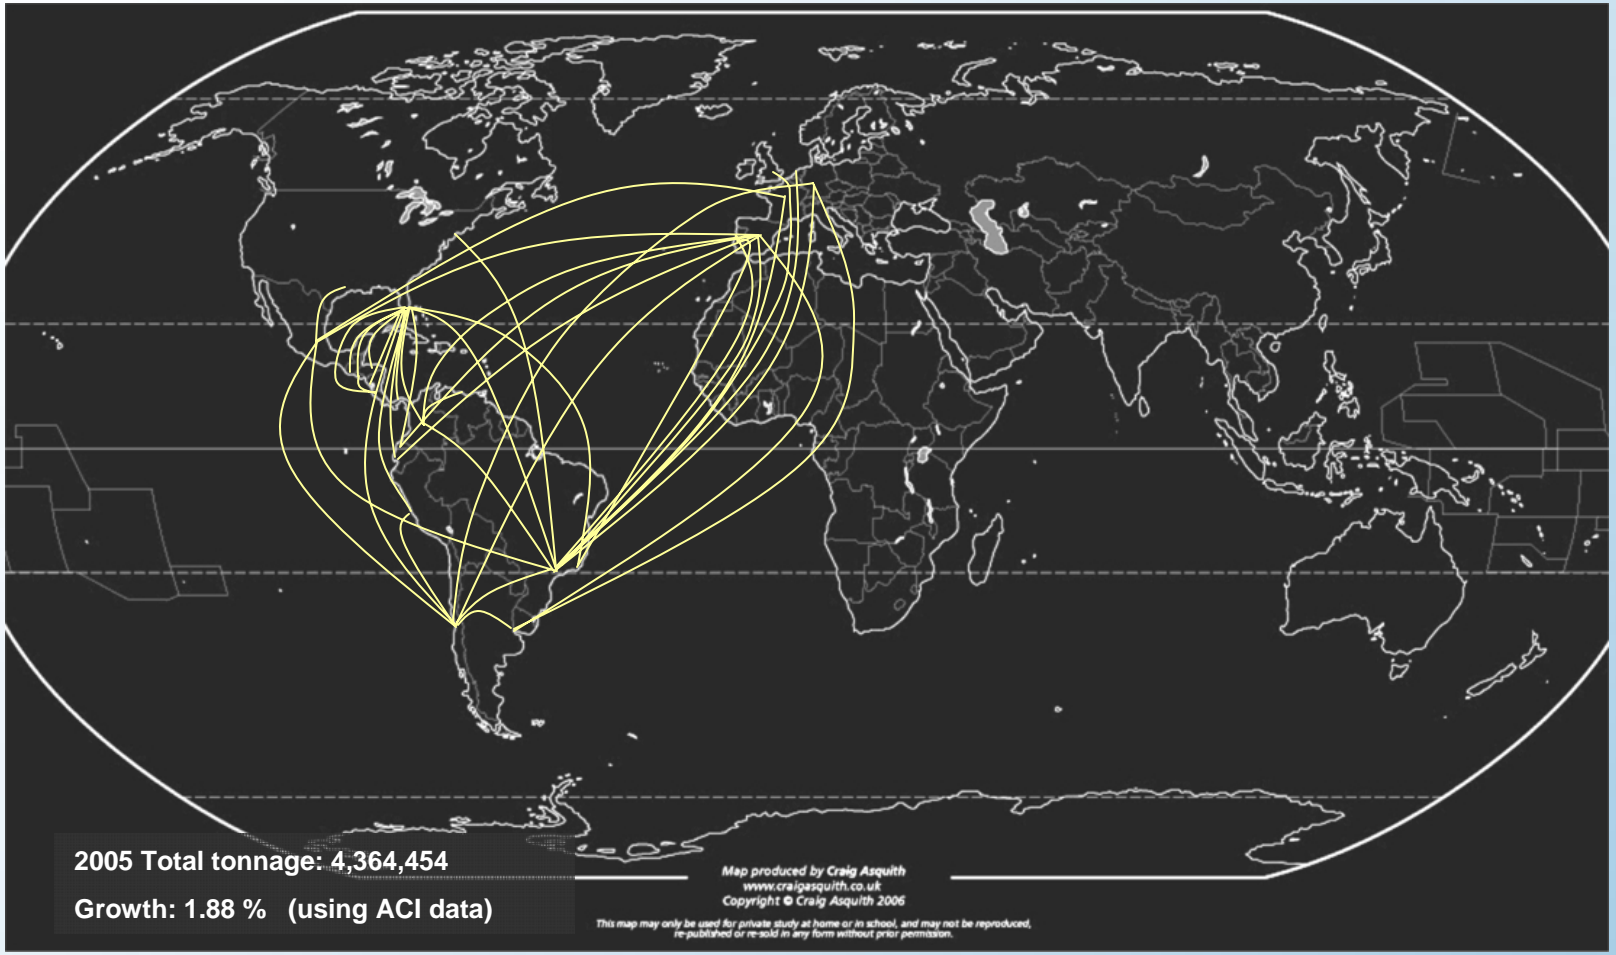 2005 Total tonnage: 4,364,454
Growth: 1.88 % (using ACI data)
Map produced by Craig Asquith
www.craigasquith.co.uk
Copyright © Craig Asquith 2006
This map may only be used for private study at home or in school, and may not be reproduced,
re-published or re-sold in any form without prior permission.